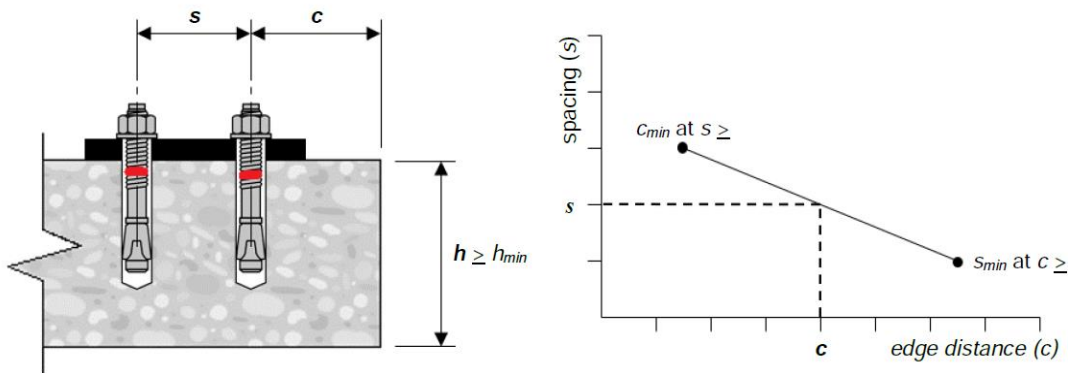 s
c
h ≥ hmin
spacing (s)
cmin at s ≥
s
smin at c ≥
c
edge distance (c)